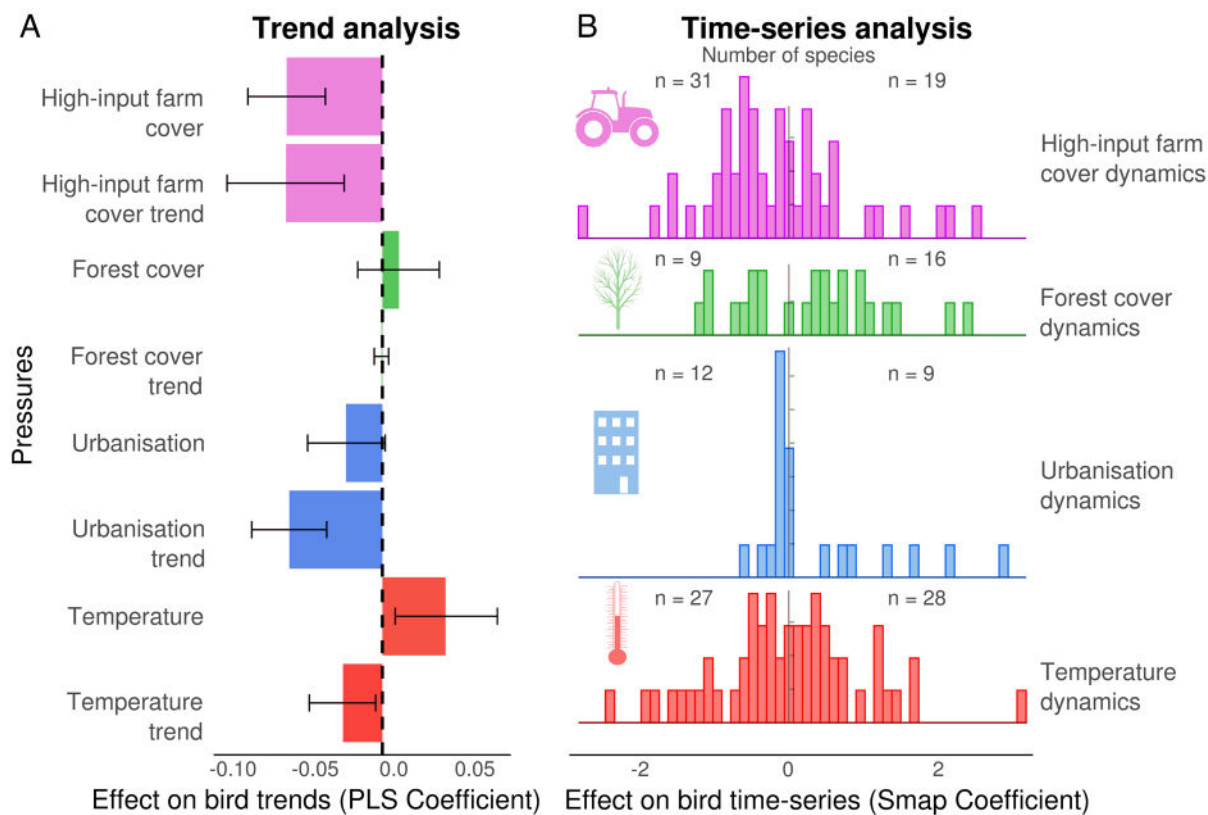 A
Trend analysis
Pressures
High-input farm
cover
High-input farm
cover trend
Forest cover
Forest cover
trend
Urbanisation
Urbanisation
trend
Temperature
Temperature
trend
-0.10 -0.05 0.0 0.05
Effect on bird trends (PLS Coefficient)
B
Time-series analysis
Number of species
n = 31 n = 19
High-input farm
cover dynamics
n = 9 n = 16
Forest cover
dynamics
n = 12 n = 9
Urbanisation
dynamics
n = 27 n = 28
Temperature
dynamics
-2 0 2
Effect on bird time-series (Smap Coefficient)